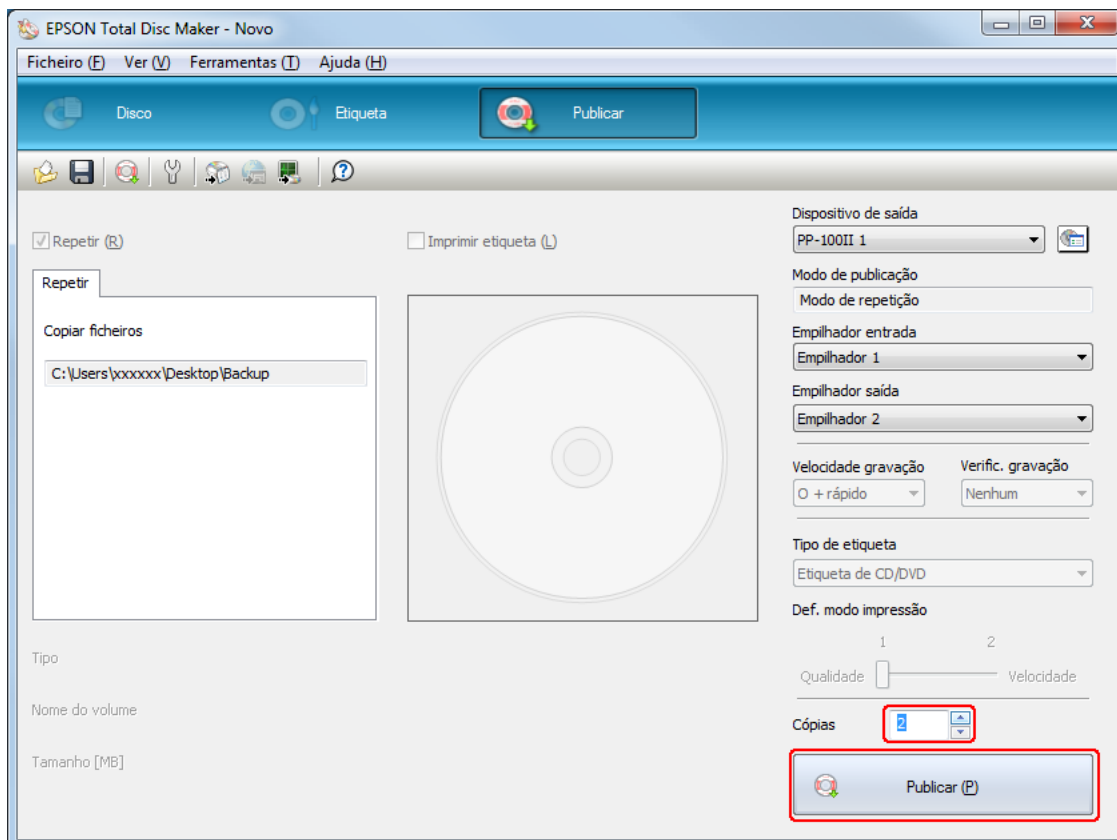 EPSON Total Disc Maker - Novo
Ficheiro (F) Ver (V) Ferramentas (T) Ajuda (H)
Disco Etiqueta Publicar
Repetir (R)
Imprimir etiqueta (L)
Repetir
Copiar ficheiros
C:\Users\xxxxxx\Desktop\Backup
Tipo
Nome do volume
Tamanho [MB]
Dispositivo de saída
PP-100II 1
Modo de publicação
Modo de repetição
Empilhador entrada
Empilhador 1
Empilhador saída
Empilhador 2
Velocidade gravação Verific. gravação
O + rápido Nenhum
Tipo de etiqueta
Etiqueta de CD/DVD
Def. modo impressão
1 2
Qualidade Velocidade
Cópias 2
Publicar (P)